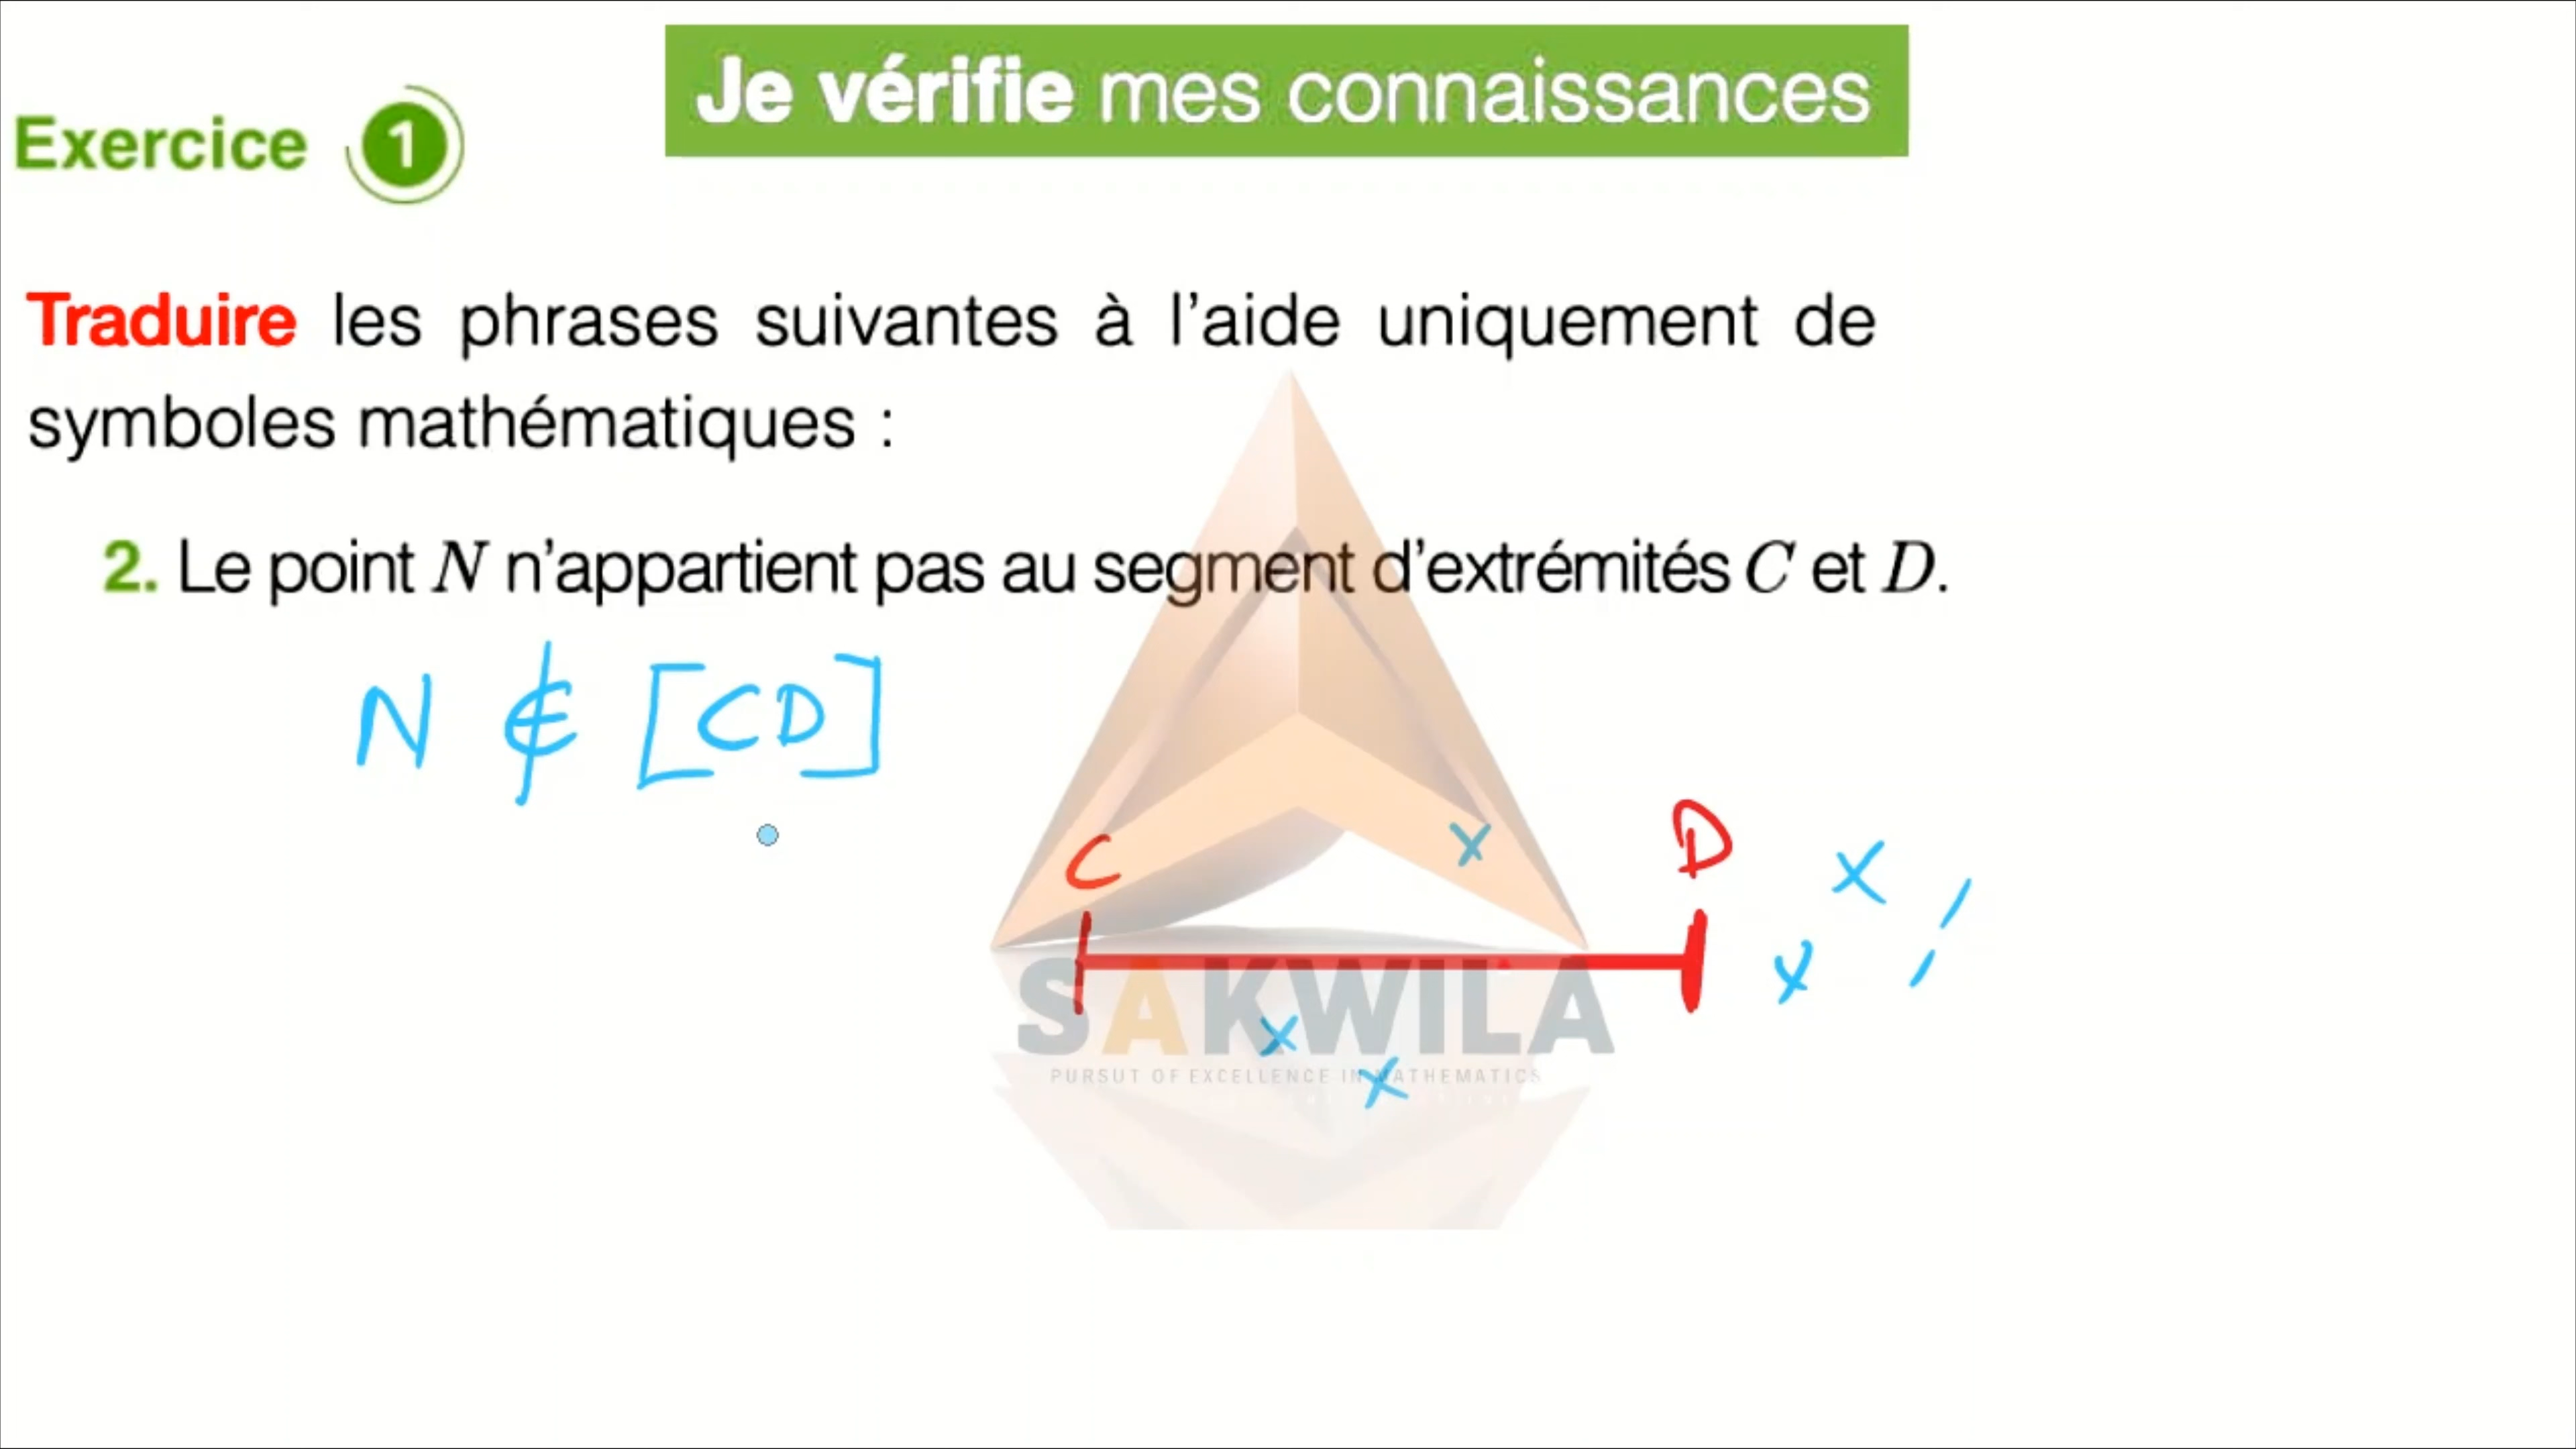 Je vérifie mes connaissances
Exercice 1
Traduire les phrases suivantes à l'aide uniquement de
symboles mathématiques :
2. Le point N n'appartient pas au segment d'extrémités C et D.
N ∉ [CD]
C D
SAKWILA
PURSUT OF EXCELLENCE IN MATHEMATICS